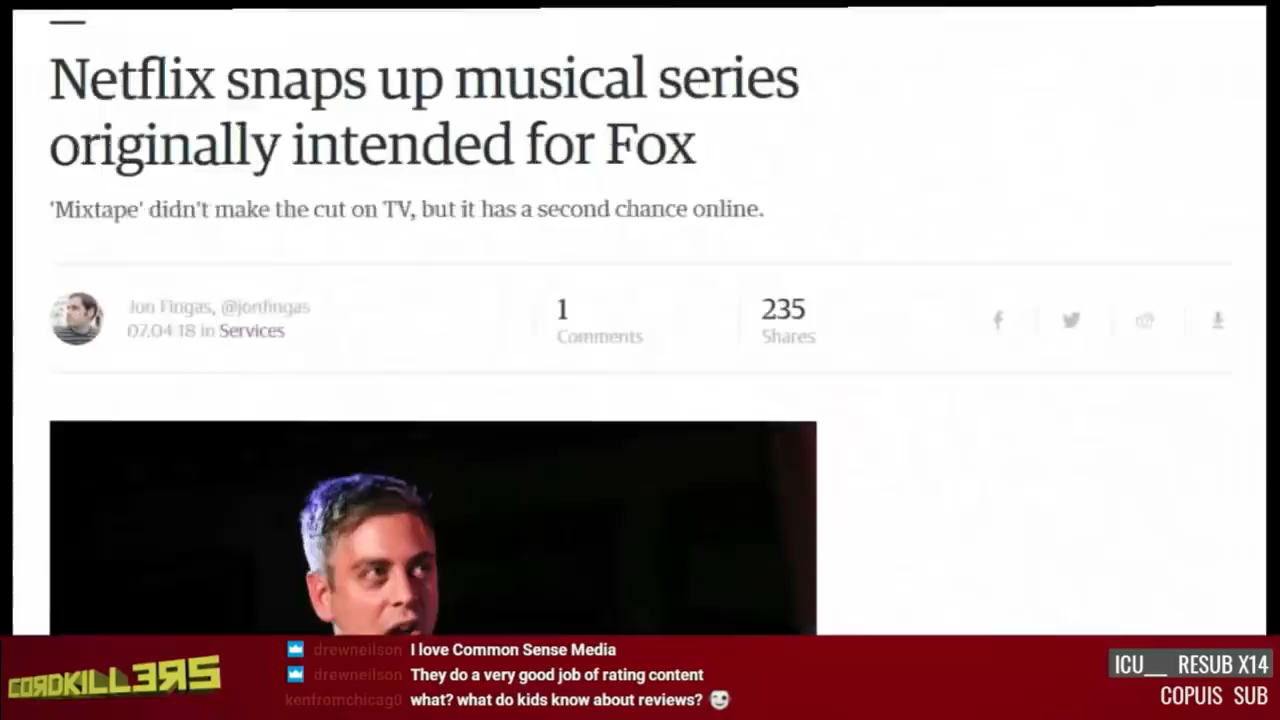 Netflix snaps up musical series
originally intended for Fox
'Mixtape' didn't make the cut on TV, but it has a second chance online.
Jon Fingas, @jonfingas
07.04.18 in Services
1
Comments
235
Shares
CORDKILL3RS
drewneilson I love Common Sense Media
drewneilson They do a very good job of rating content
kenfromchicag0 what? what do kids know about reviews?
ICU__ RESUB X14
COPUIS SUB